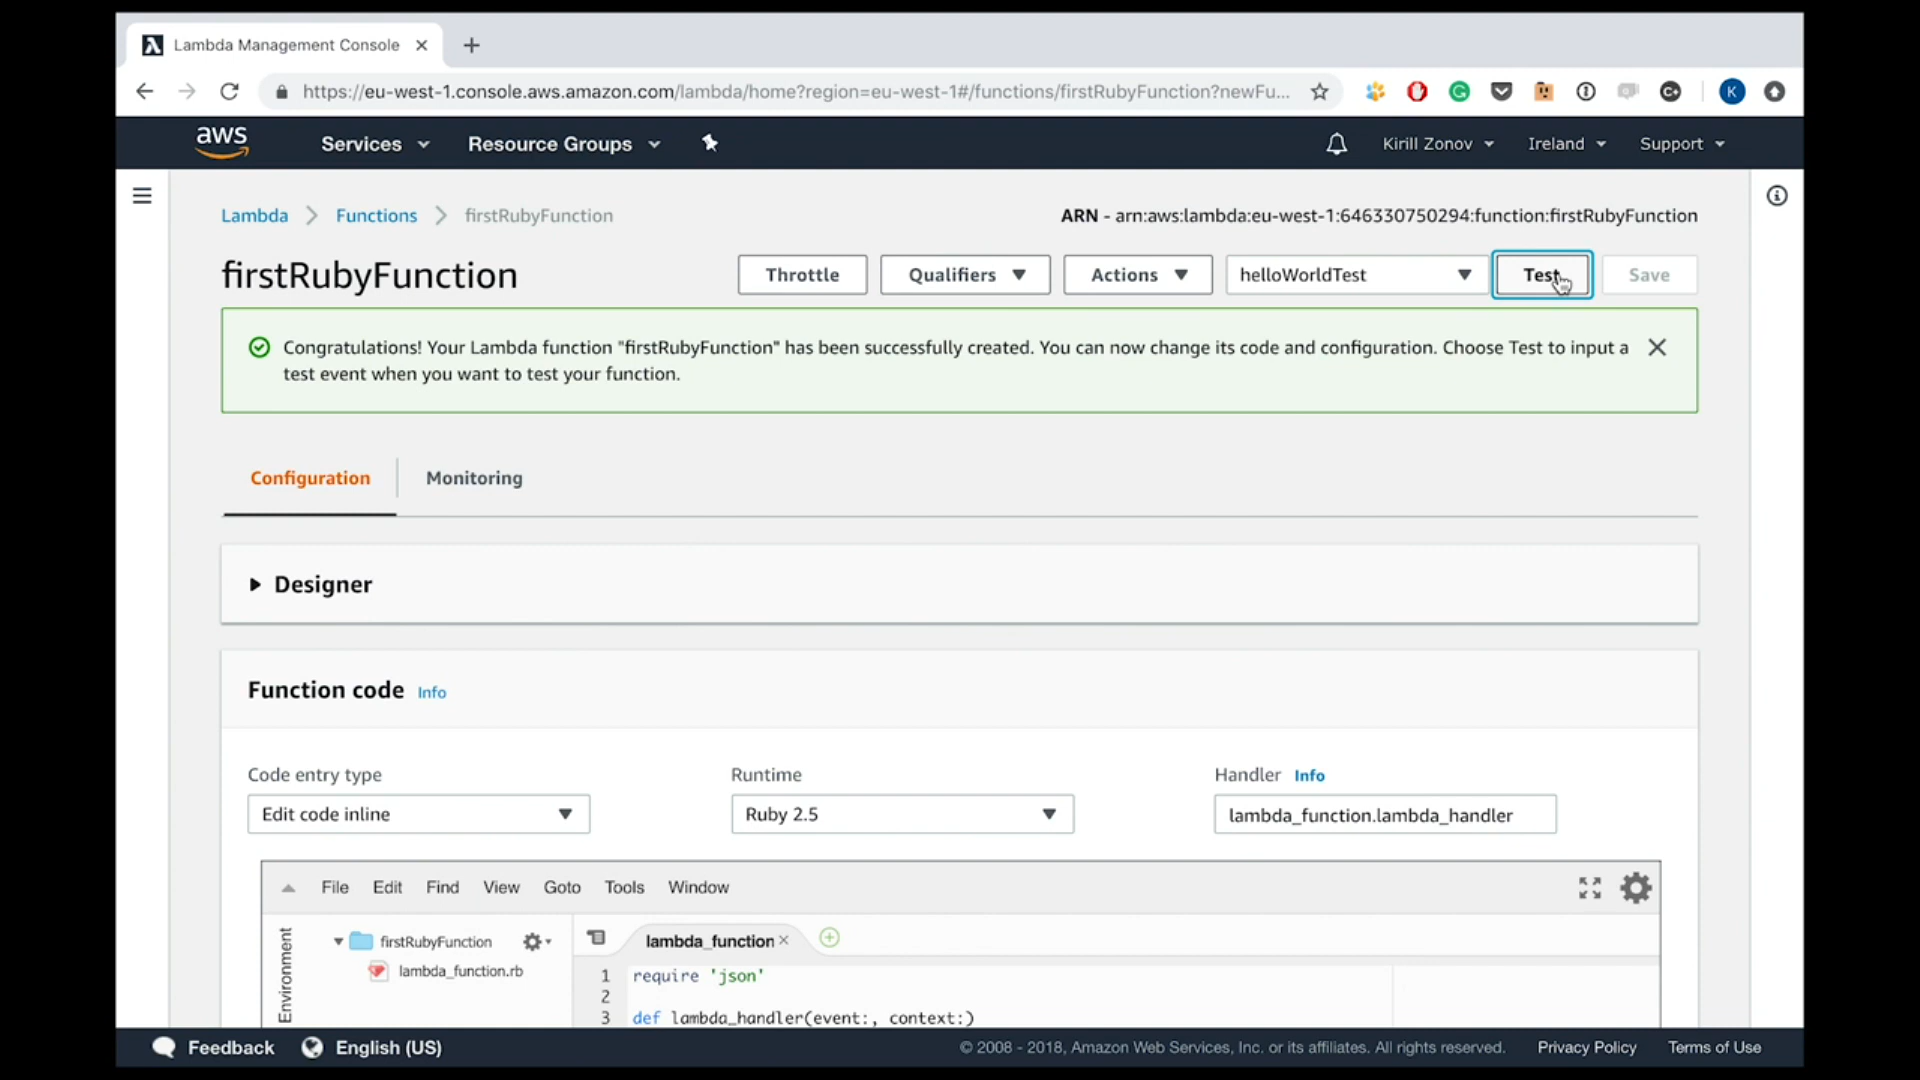 Lambda Management Console
https://eu-west-1.console.aws.amazon.com/lambda/home?region=eu-west-1#/functions/firstRubyFunction?newFu...
K
aws
Services
Resource Groups
Kirill Zonov
Ireland
Support
Lambda > Functions > firstRubyFunction
ARN - arn:aws:lambda:eu-west-1:646330750294:function:firstRubyFunction
firstRubyFunction
Throttle
Qualifiers
Actions
helloWorldTest
Test
Save
Congratulations! Your Lambda function "firstRubyFunction" has been successfully created. You can now change its code and configuration. Choose Test to input a
test event when you want to test your function.
Configuration
Monitoring
Designer
Function code Info
Code entry type
Runtime
Handler Info
Edit code inline
Ruby 2.5
lambda_function.lambda_handler
File Edit Find View Goto Tools Window
Environment
firstRubyFunction
lambda_function.rb
lambda_function
1 require 'json'
2
3 def lambda_handler(event:, context:)
Feedback
English (US)
© 2008 - 2018, Amazon Web Services, Inc. or its affiliates. All rights reserved.
Privacy Policy
Terms of Use